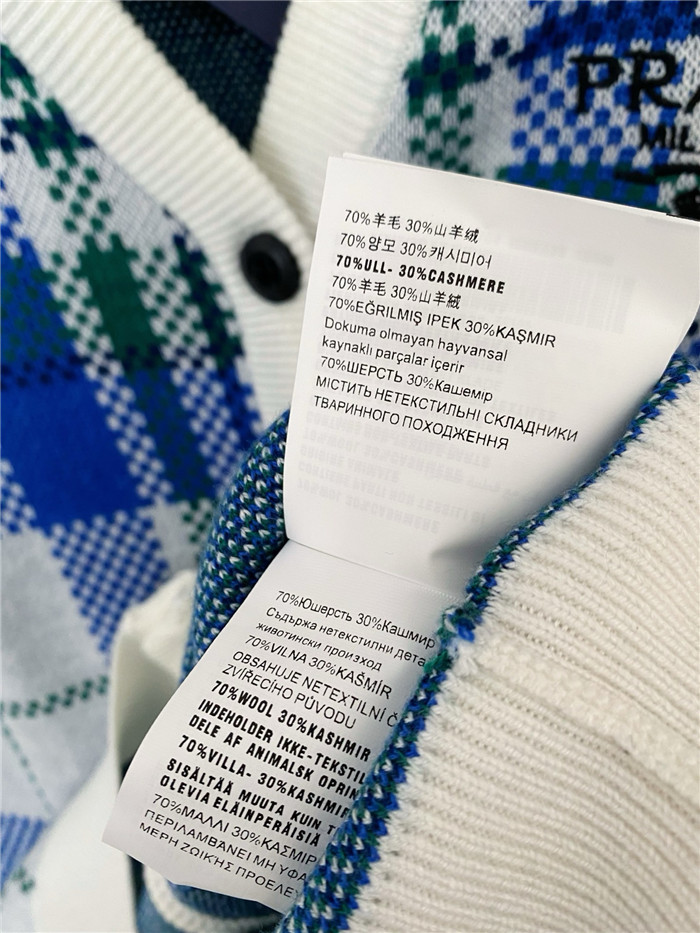 70%羊毛 30%山羊绒
70%양모 30%캐시미어
70%ULL- 30%CASHMERE
70%羊毛 30%山羊絨
70%EĞRILMIŞ IPEK 30%KAŞMIR
Dokuma olmayan hayvansal
kaynaklı parçalar içerir
70%ШЕРСТЬ 30%Кашемір
МІСТИТЬ НЕТЕКСТИЛЬНІ СКЛАДНИКИ
ТВАРИННОГО ПОХОДЖЕННЯ
70%Юшерсть 30%Кашмир
Съдържа нетекстилни дета
животински произход
70%VILNA 30%KAŠMÍR
OBSAHUJE NETEXTILNÍ Č
ZVÍŘECÍHO PŮVODU
70%WOOL 30%KASHMIR
INDEHOLDER IKKE-TEKSTIL
DELE AF ANIMALSK OPRIN
70%VILLA- 30%KASHMIR
SISÄLTÄÄ MUUTA KUIN T
OLEVIA ELÄINPERÄISIÄ
70%ΜΑΛΛΙ 30%ΚΑΣΜΙΡ
ΠΕΡΙΛΑΜΒΑΝΕΙ ΜΗ ΥΦΑ
ΜΕΡΗ ΖΩΙΚΗΣ ΠΡΟΕΛΕΥ
PRA
MIL